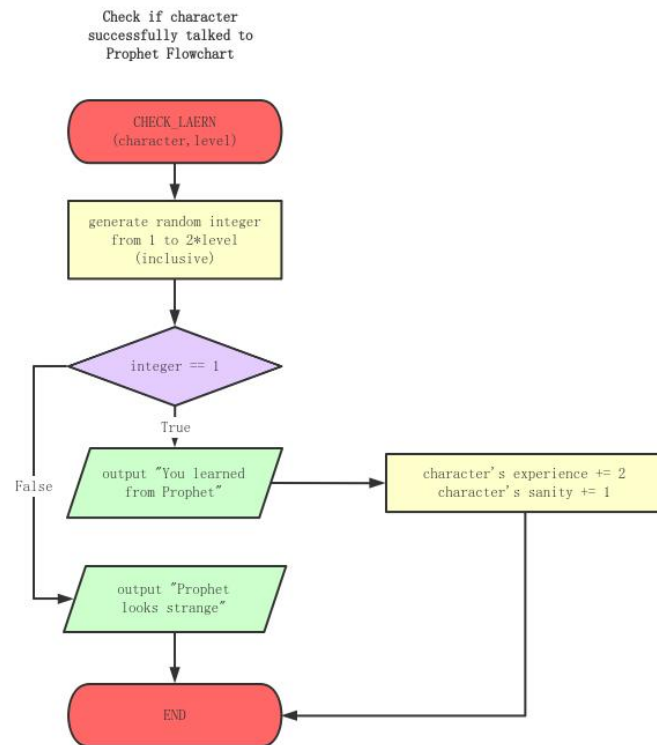 Check if character
successfully talked to
Prophet Flowchart
CHECK_LAERN
(character,level)
generate random integer
from 1 to 2*level
(inclusive)
integer == 1
True
False
output "You learned
from Prophet"
character's experience += 2
character's sanity += 1
output "Prophet
looks strange"
END